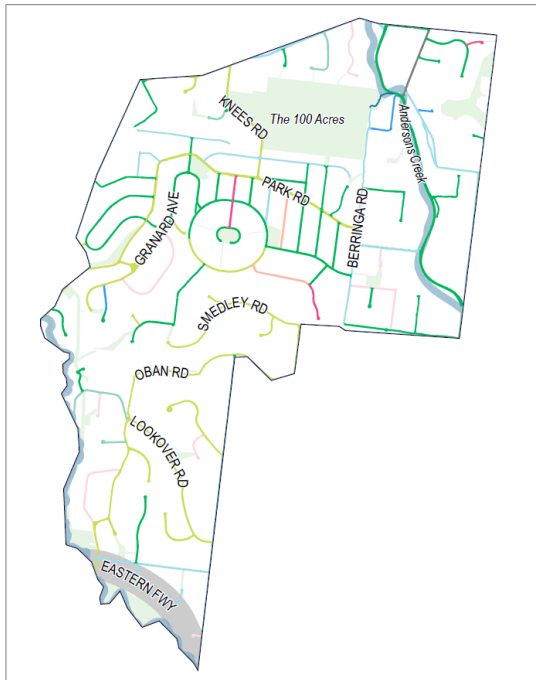 KNEES RD
The 100 Acres
Andersons Creek
PARK RD
GRANARD AVE
BERRINGA RD
SMEDLEY RD
OBAN RD
LOOKOVER RD
EASTERN FWY